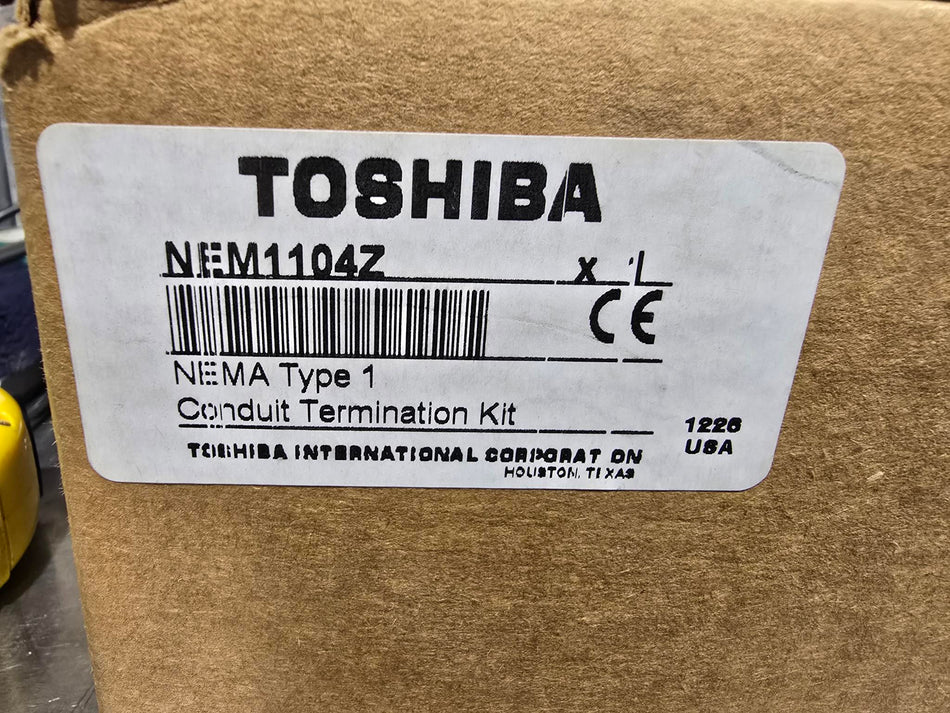 TOSHIBA
NEM1104Z
CE
NEMA Type 1
Conduit Termination Kit
1226
USA
TOSHIBA INTERNATIONAL CORPORATION
HOUSTON, TEXAS